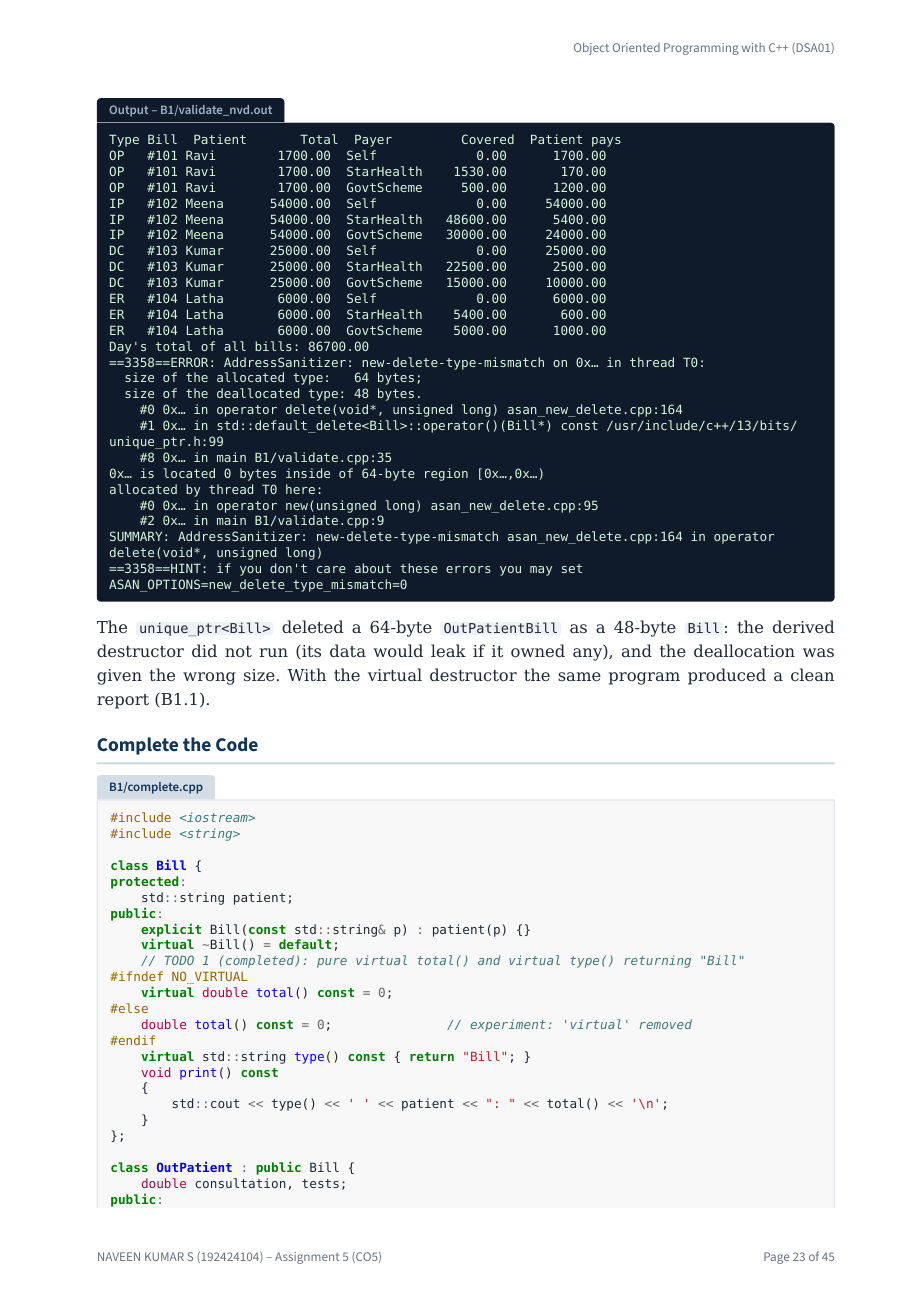 Object Oriented Programming with C++ (DSA01)
Output – B1/validate_nvd.out
Type Bill  Patient       Total  Payer         Covered  Patient pays
OP   #101 Ravi        1700.00  Self             0.00      1700.00
OP   #101 Ravi        1700.00  StarHealth    1530.00       170.00
OP   #101 Ravi        1700.00  GovtScheme     500.00      1200.00
IP   #102 Meena      54000.00  Self             0.00     54000.00
IP   #102 Meena      54000.00  StarHealth   48600.00      5400.00
IP   #102 Meena      54000.00  GovtScheme   30000.00     24000.00
DC   #103 Kumar      25000.00  Self             0.00     25000.00
DC   #103 Kumar      25000.00  StarHealth   22500.00      2500.00
DC   #103 Kumar      25000.00  GovtScheme   15000.00     10000.00
ER   #104 Latha       6000.00  Self             0.00      6000.00
ER   #104 Latha       6000.00  StarHealth    5400.00       600.00
ER   #104 Latha       6000.00  GovtScheme    5000.00      1000.00
Day's total of all bills: 86700.00
==3358==ERROR: AddressSanitizer: new-delete-type-mismatch on 0x… in thread T0:
  size of the allocated type:   64 bytes;
  size of the deallocated type: 48 bytes.
    #0 0x… in operator delete(void*, unsigned long) asan_new_delete.cpp:164
    #1 0x… in std::default_delete<Bill>::operator()(Bill*) const /usr/include/c++/13/bits/
unique_ptr.h:99
    #8 0x… in main B1/validate.cpp:35
0x… is located 0 bytes inside of 64-byte region [0x…,0x…)
allocated by thread T0 here:
    #0 0x… in operator new(unsigned long) asan_new_delete.cpp:95
    #2 0x… in main B1/validate.cpp:9
SUMMARY: AddressSanitizer: new-delete-type-mismatch asan_new_delete.cpp:164 in operator
delete(void*, unsigned long)
==3358==HINT: if you don't care about these errors you may set
ASAN_OPTIONS=new_delete_type_mismatch=0
The unique_ptr<Bill> deleted a 64-byte OutPatientBill as a 48-byte Bill: the derived
destructor did not run (its data would leak if it owned any), and the deallocation was
given the wrong size. With the virtual destructor the same program produced a clean
report (B1.1).
Complete the Code
B1/complete.cpp
#include <iostream>
#include <string>
class Bill {
protected:
    std::string patient;
public:
    explicit Bill(const std::string& p) : patient(p) {}
    virtual ~Bill() = default;
    // TODO 1 (completed): pure virtual total() and virtual type() returning "Bill"
#ifndef NO_VIRTUAL
    virtual double total() const = 0;
#else
    double total() const = 0;               // experiment: 'virtual' removed
#endif
    virtual std::string type() const { return "Bill"; }
    void print() const
    {
        std::cout << type() << ' ' << patient << ": " << total() << '\n';
    }
};
class OutPatient : public Bill {
    double consultation, tests;
public:
NAVEEN KUMAR S (192424104) – Assignment 5 (CO5)
Page 23 of 45